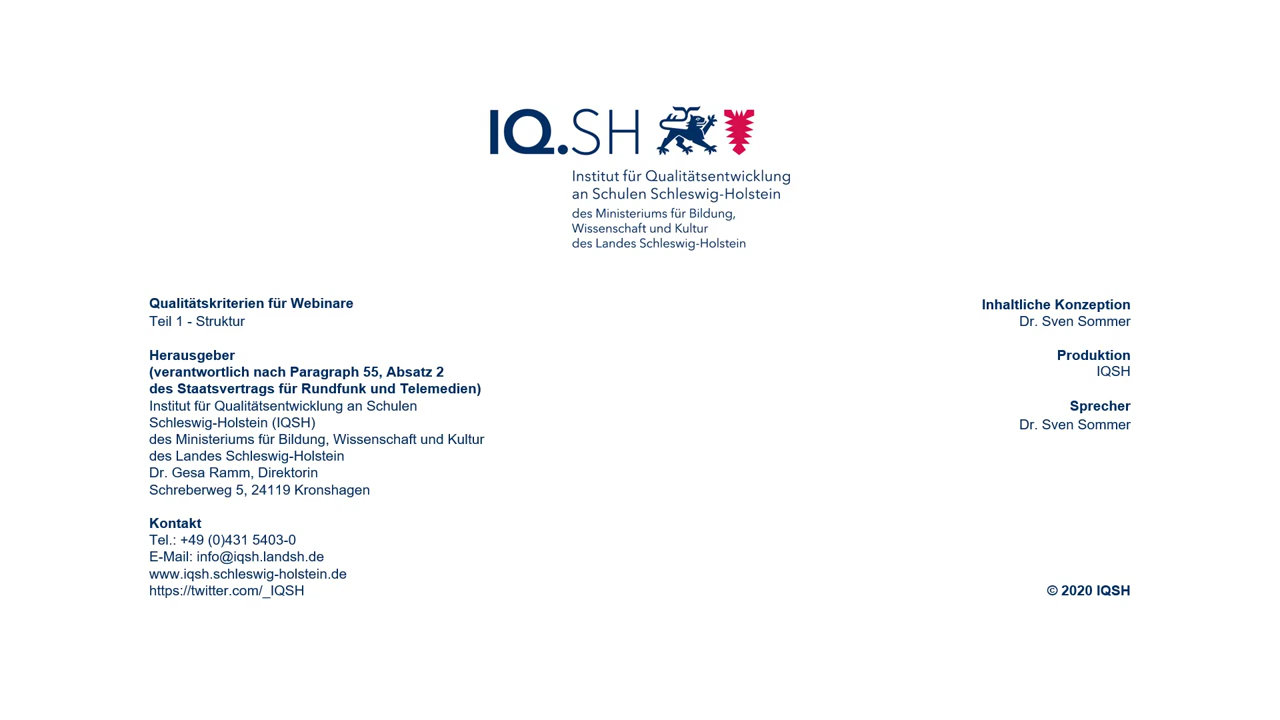 IQ.SH
Institut für Qualitätsentwicklung
an Schulen Schleswig-Holstein
des Ministeriums für Bildung,
Wissenschaft und Kultur
des Landes Schleswig-Holstein
Qualitätskriterien für Webinare
Teil 1 - Struktur
Herausgeber
(verantwortlich nach Paragraph 55, Absatz 2
des Staatsvertrags für Rundfunk und Telemedien)
Institut für Qualitätsentwicklung an Schulen
Schleswig-Holstein (IQSH)
des Ministeriums für Bildung, Wissenschaft und Kultur
des Landes Schleswig-Holstein
Dr. Gesa Ramm, Direktorin
Schreberweg 5, 24119 Kronshagen
Kontakt
Tel.: +49 (0)431 5403-0
E-Mail: info@iqsh.landsh.de
www.iqsh.schleswig-holstein.de
https://twitter.com/_IQSH
Inhaltliche Konzeption
Dr. Sven Sommer
Produktion
IQSH
Sprecher
Dr. Sven Sommer
© 2020 IQSH